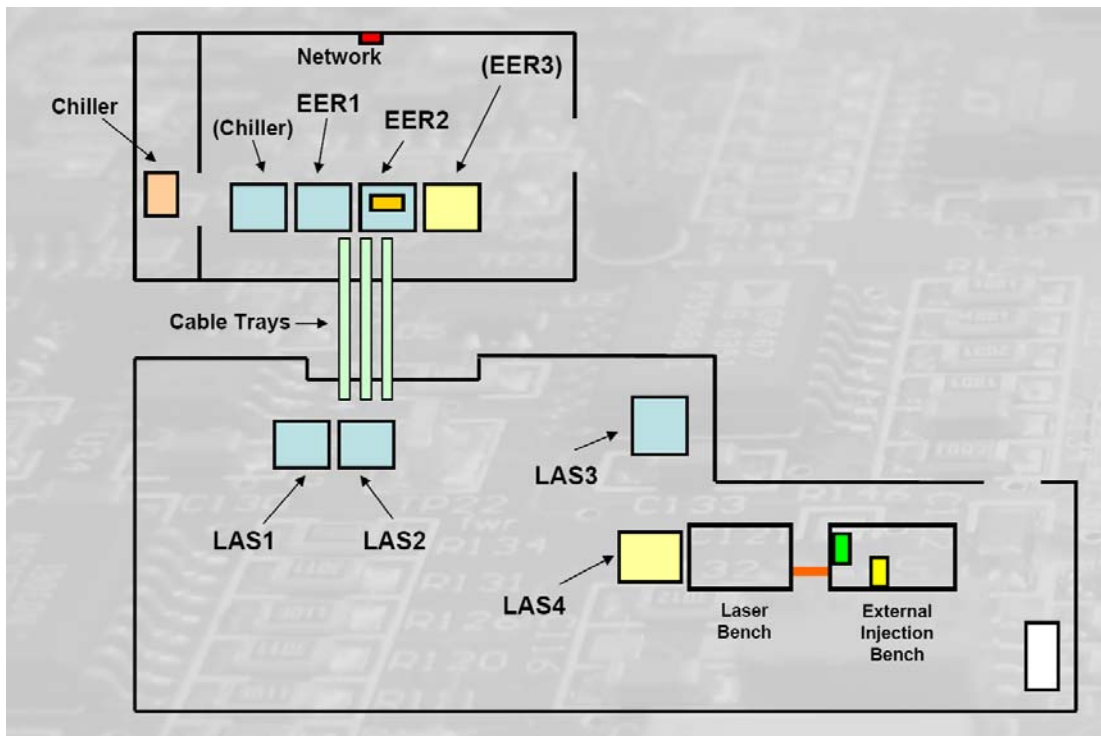 Network
(EER3)
Chiller
EER1
(Chiller)
EER2
Cable Trays
LAS3
LAS1
LAS2
LAS4
Laser
Bench
External
Injection
Bench